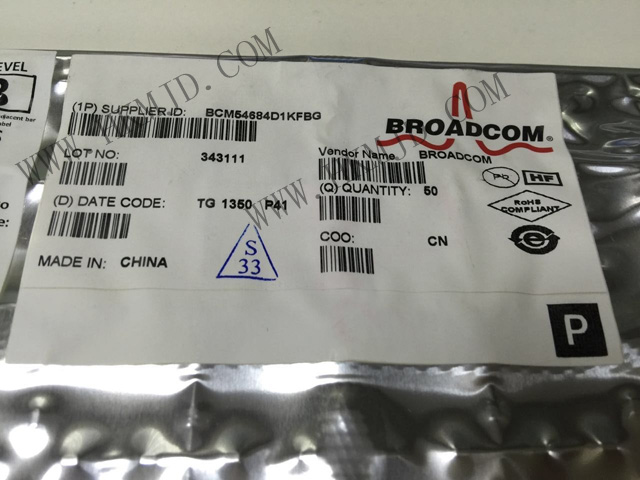 EVEL
(1P) SUPPLIER ID: BCM54684D1KFBG
BROADCOM®
LOT NO: 343111
Vendor Name: BROADCOM
(Q) QUANTITY: 50
PB
HF
(D) DATE CODE: TG 1350 P41
RoHS
COMPLIANT
COO: CN
e
MADE IN: CHINA
S
33
P